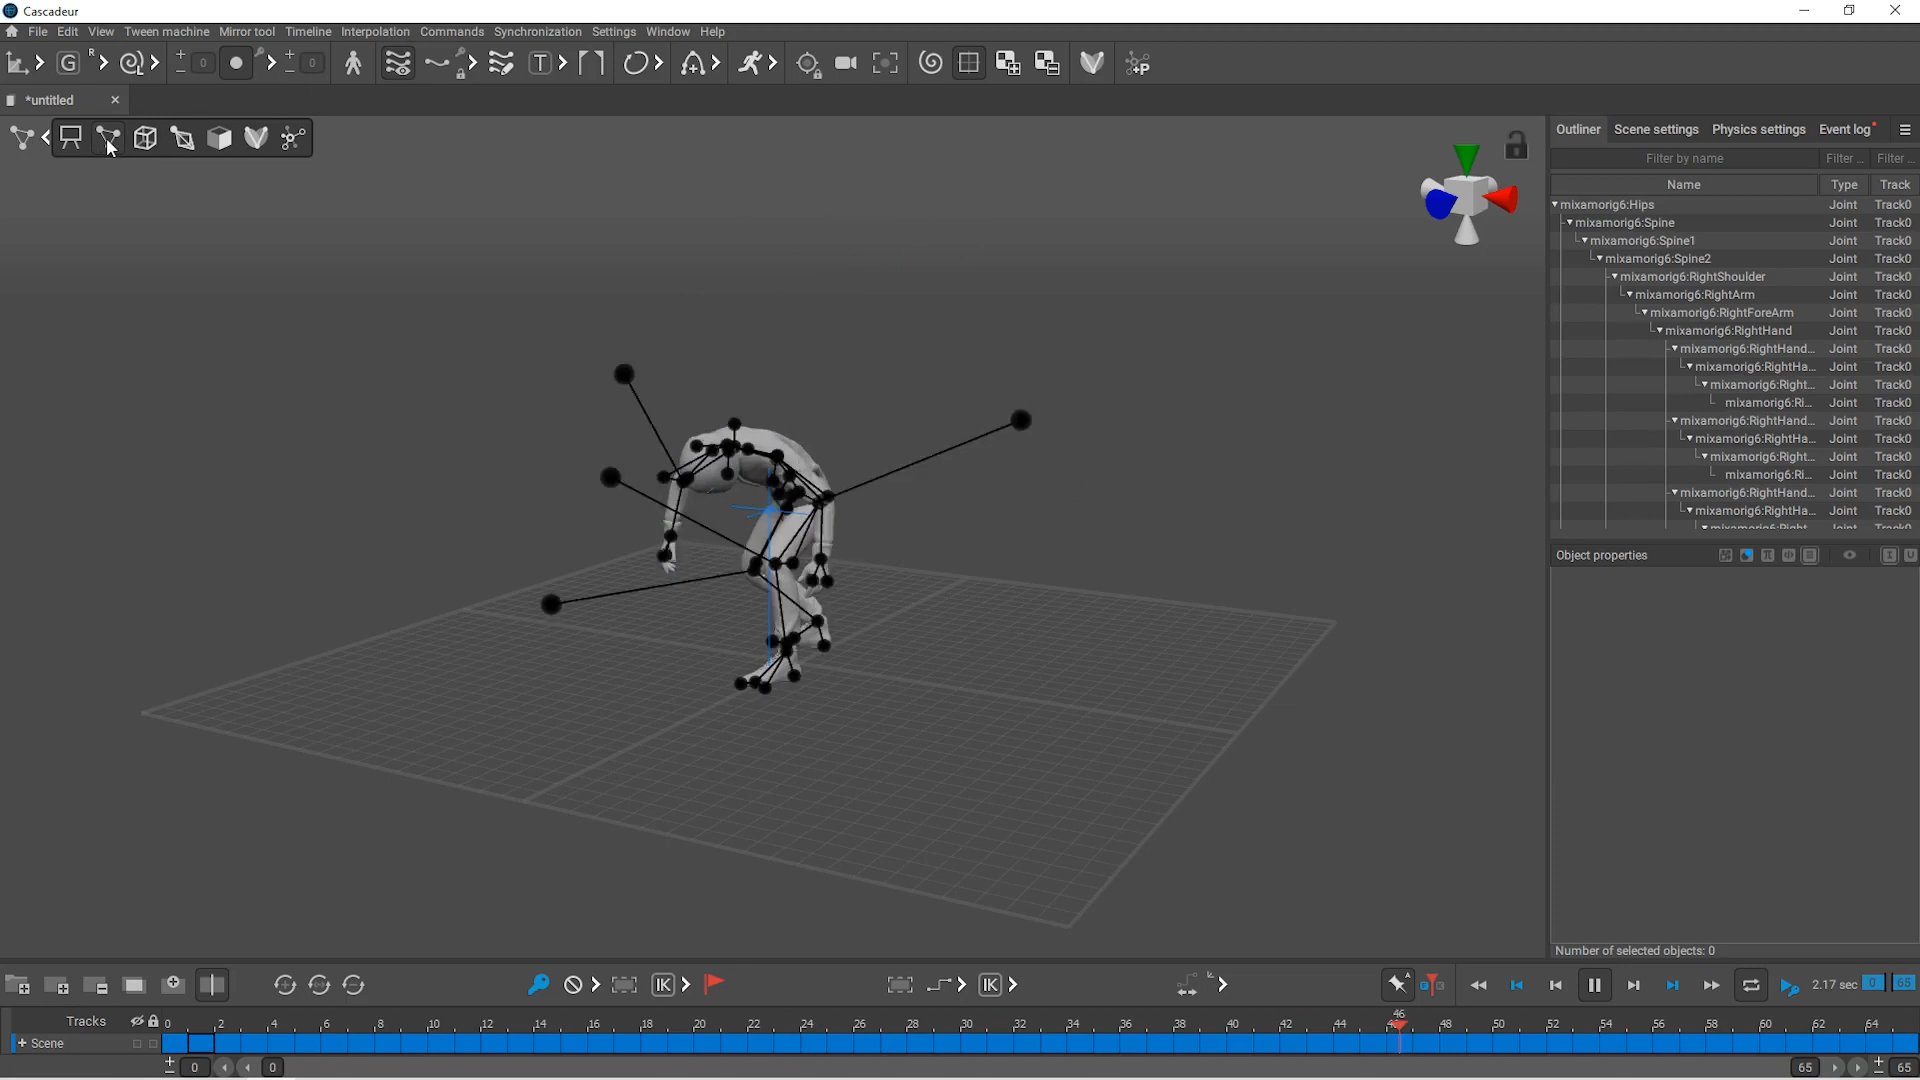 Cascadeur
File Edit View Tween machine Mirror tool Timeline Interpolation Commands Synchronization Settings Window Help
G R 0 0 T P
*untitled
Outliner Scene settings Physics settings Event log
Filter by name Filter ... Filter ...
Name Type Track
mixamorig6:Hips Joint Track0
mixamorig6:Spine Joint Track0
mixamorig6:Spine1 Joint Track0
mixamorig6:Spine2 Joint Track0
mixamorig6:RightShoulder Joint Track0
mixamorig6:RightArm Joint Track0
mixamorig6:RightForeArm Joint Track0
mixamorig6:RightHand Joint Track0
mixamorig6:RightHand... Joint Track0
mixamorig6:RightHa... Joint Track0
mixamorig6:Right... Joint Track0
mixamorig6:Ri... Joint Track0
mixamorig6:RightHand... Joint Track0
mixamorig6:RightHa... Joint Track0
mixamorig6:Right... Joint Track0
mixamorig6:Ri... Joint Track0
mixamorig6:RightHand... Joint Track0
mixamorig6:RightHa... Joint Track0
mixamorig6:Right... Joint Track0
Object properties
Number of selected objects: 0
IK IK A 2.17 sec 0 65
Tracks 0 2 4 6 8 10 12 14 16 18 20 22 24 26 28 30 32 34 36 38 40 42 44 46 48 50 52 54 56 58 60 62 64
+ Scene
0 0 65 65